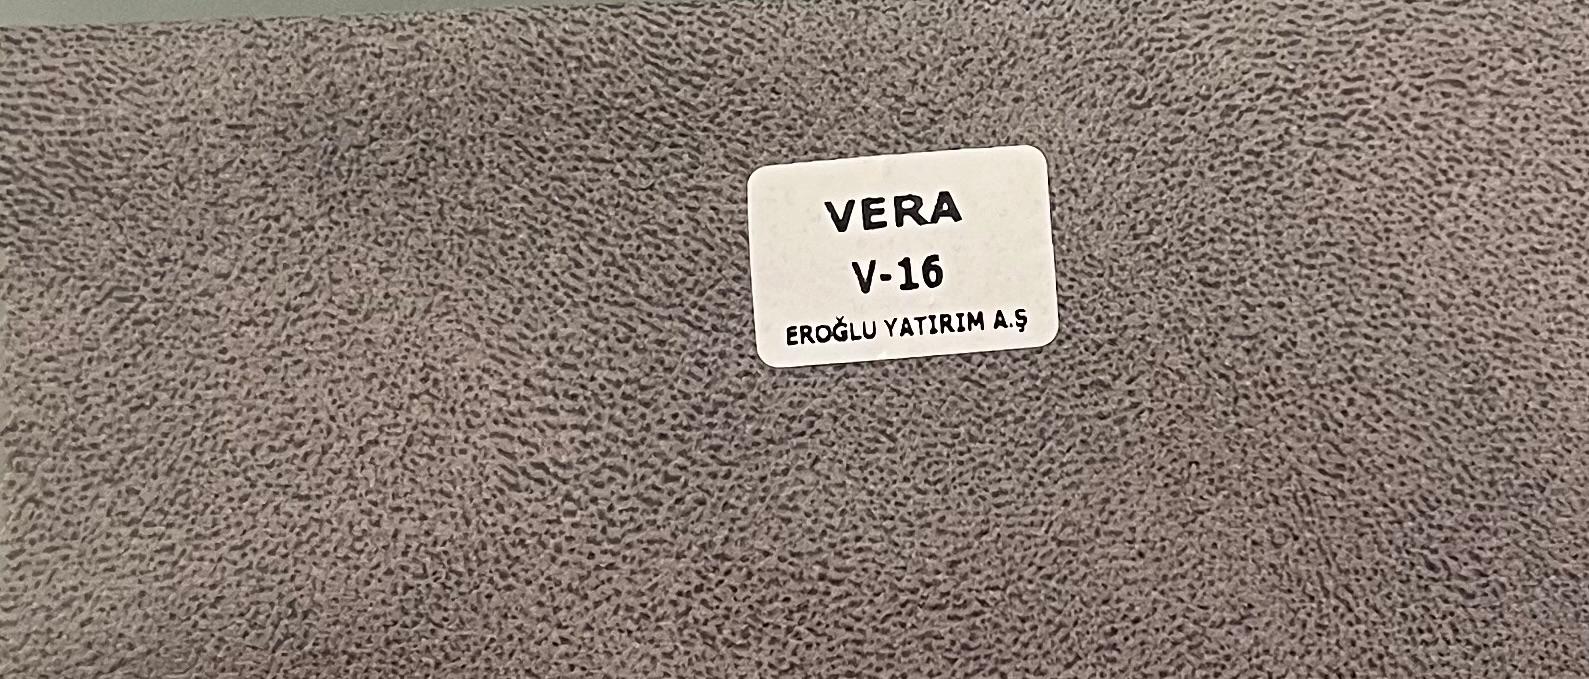 VERA
V-16
EROĞLU YATIRIM A.Ş